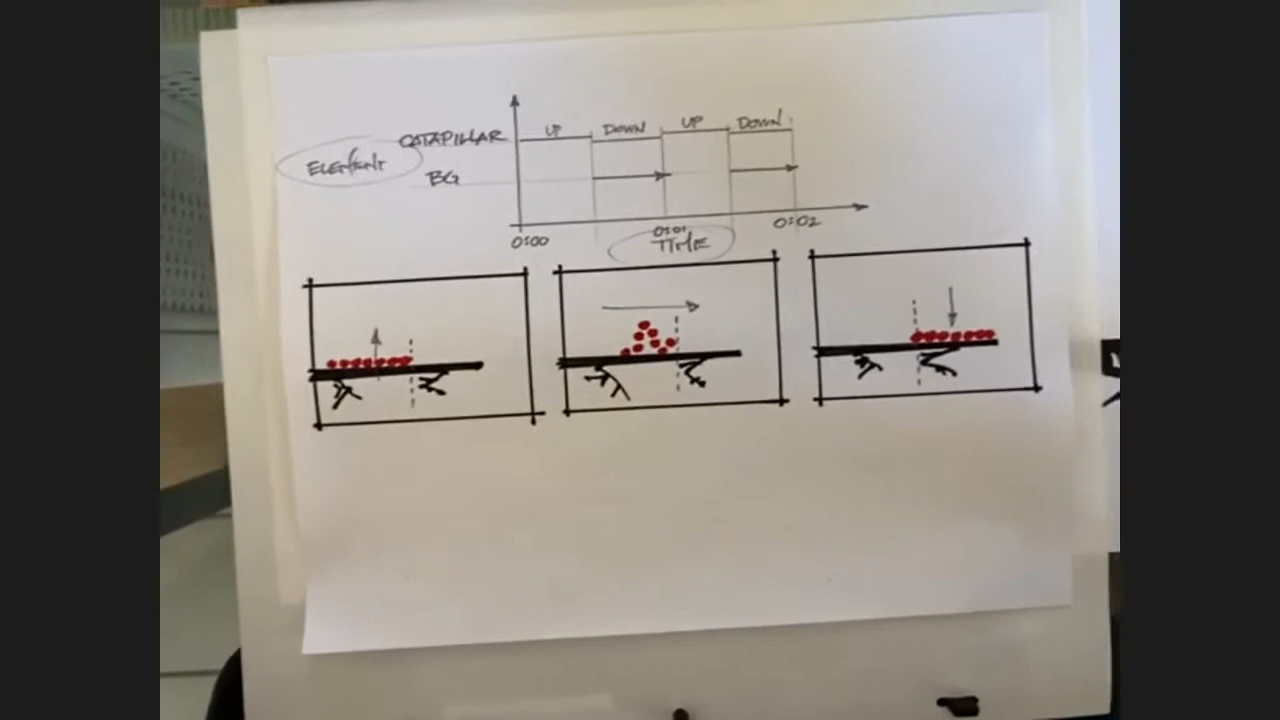 UP DOWN UP DOWN
CATAPILLAR
ELEMENT
BG
0:00 0:01 0:02
TIME